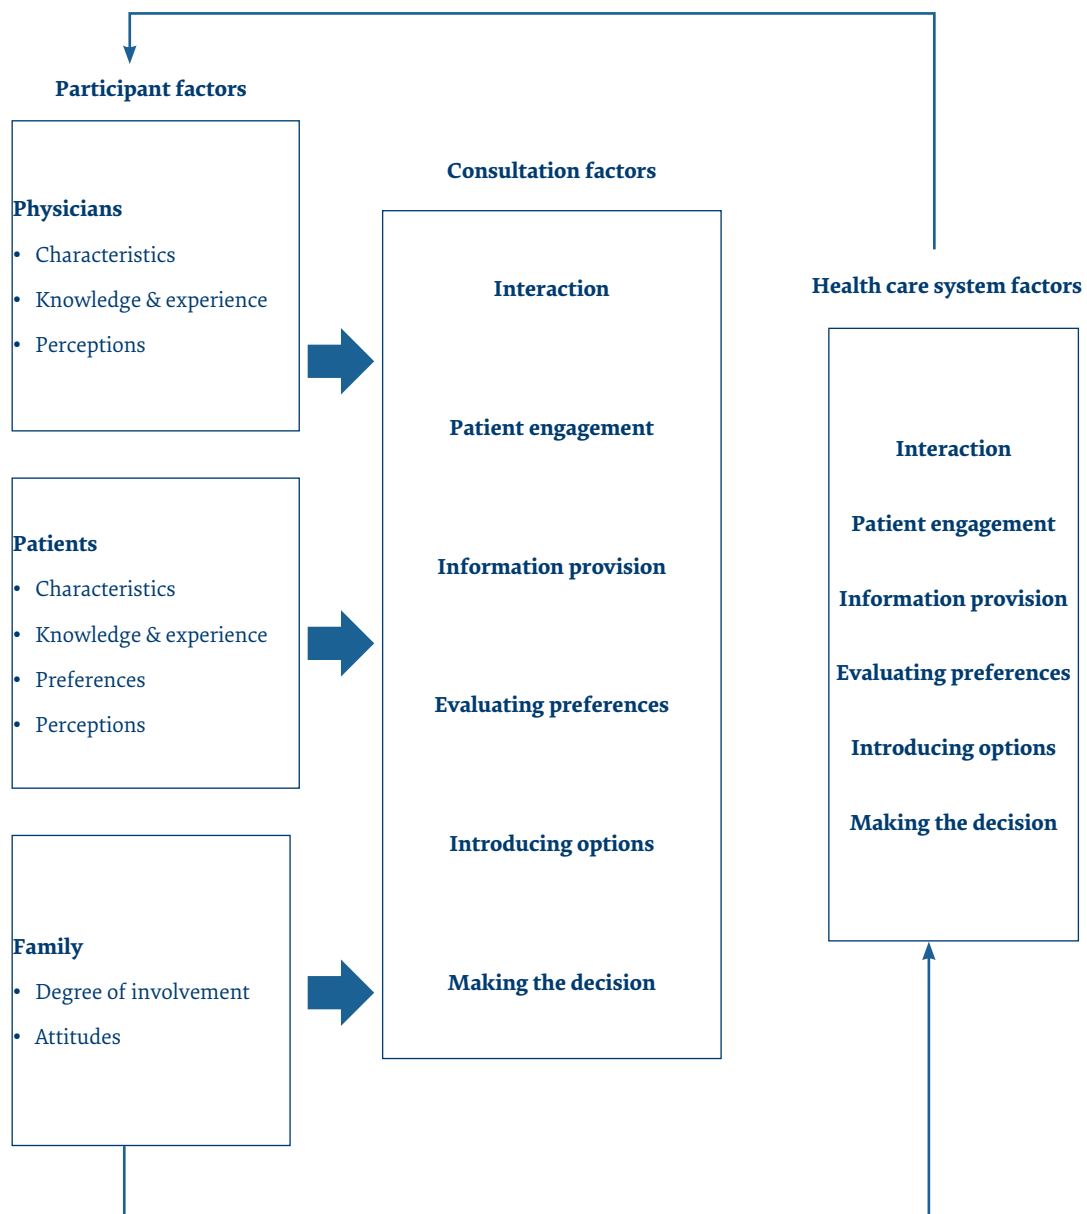 Participant factors
Physicians
• Characteristics
• Knowledge & experience
• Perceptions
Patients
• Characteristics
• Knowledge & experience
• Preferences
• Perceptions
Family
• Degree of involvement
• Attitudes
Consultation factors
Interaction
Patient engagement
Information provision
Evaluating preferences
Introducing options
Making the decision
Health care system factors
Interaction
Patient engagement
Information provision
Evaluating preferences
Introducing options
Making the decision